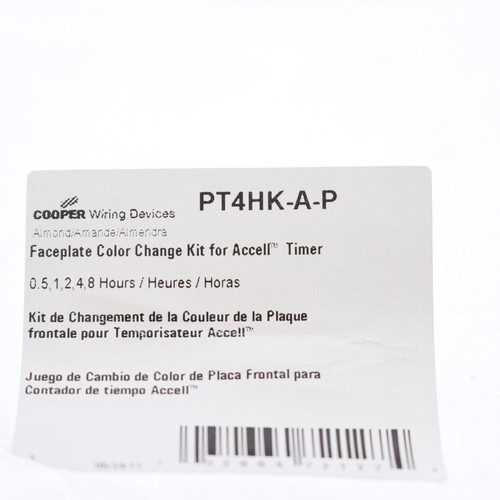 COOPER Wiring Devices PT4HK-A-P
Almond/Amande/Almendra
Faceplate Color Change Kit for Accell™ Timer
0.5,1,2,4,8 Hours / Heures / Horas
Kit de Changement de la Couleur de la Plaque
frontale pour Temporisateur Accell™
Juego de Cambio de Color de Placa Frontal para
Contador de tiempo Accell™